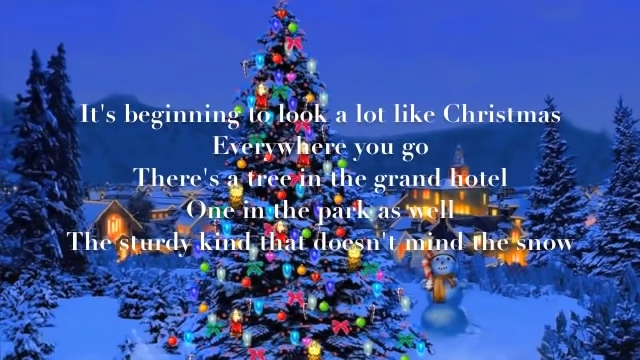 It's beginning to look a lot like Christmas
Everywhere you go
There's a tree in the grand hotel
One in the park as well
The sturdy kind that doesn't mind the snow